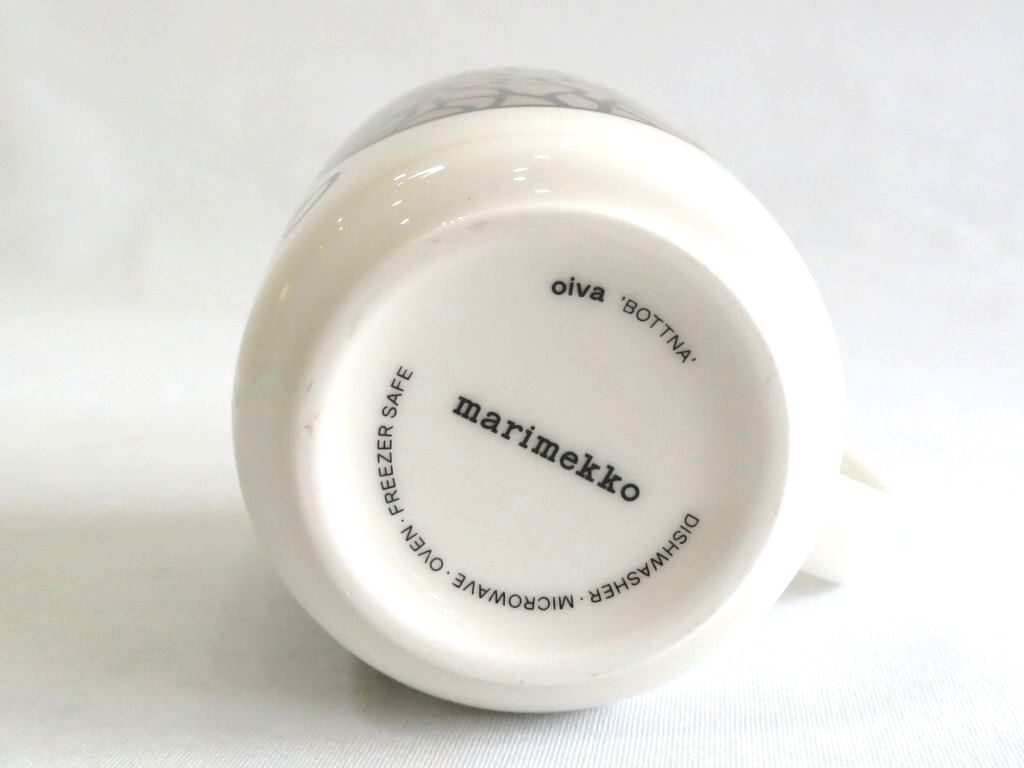 oiva 'BOTTNA'
marimekko
DISHWASHER · MICROWAVE · OVEN · FREEZER SAFE